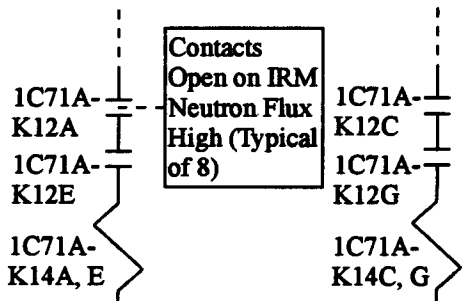 Contacts
Open on IRM
Neutron Flux
High (Typical
of 8)
1C71A-
K12A
1C71A-
K12E
1C71A-
K14A, E
1C71A-
K12C
1C71A-
K12G
1C71A-
K14C, G